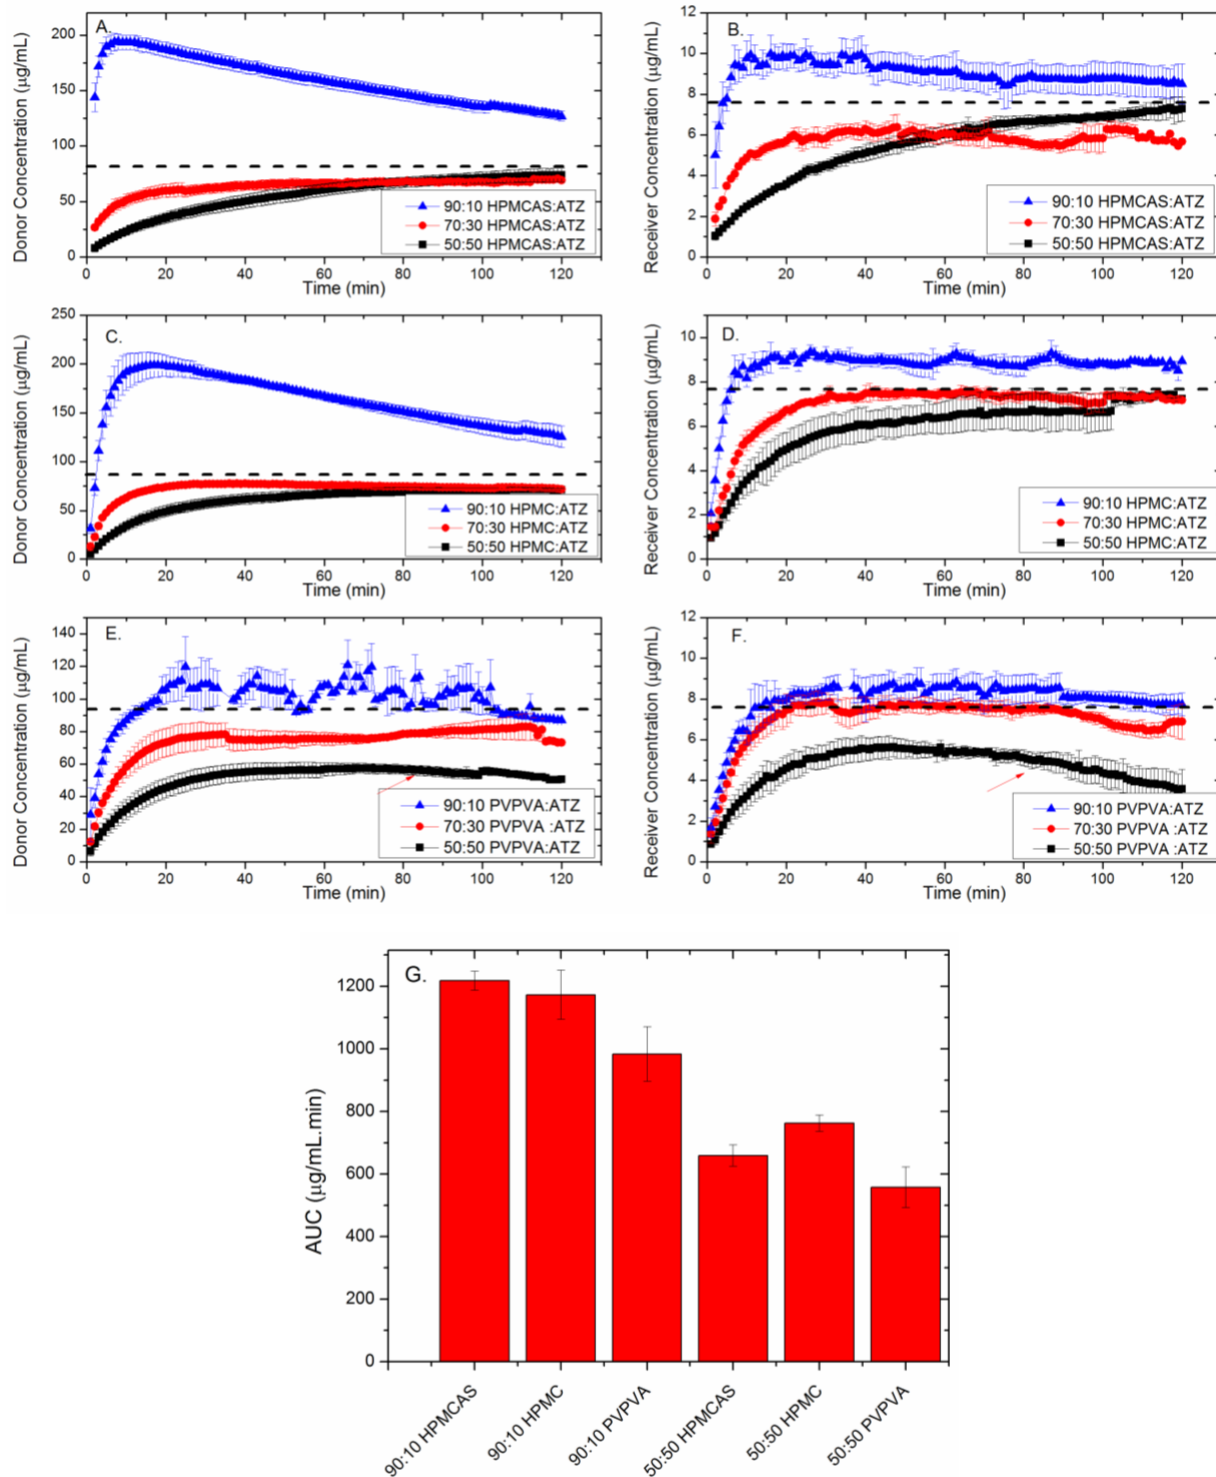 A.
Donor Concentration (µg/mL)
200
150
100
50
0
90:10 HPMCAS:ATZ
70:30 HPMCAS:ATZ
50:50 HPMCAS:ATZ
0 20 40 60 80 100 120
Time (min)
B.
Receiver Concentration (µg/mL)
12
10
8
6
4
2
0
90:10 HPMCAS:ATZ
70:30 HPMCAS:ATZ
50:50 HPMCAS:ATZ
0 20 40 60 80 100 120
Time (min)
C.
Donor Concentration (µg/mL)
250
200
150
100
50
0
90:10 HPMC:ATZ
70:30 HPMC:ATZ
50:50 HPMC:ATZ
0 20 40 60 80 100 120
Time (min)
D.
Receiver Concentration (µg/mL)
10
8
6
4
2
0
90:10 HPMC:ATZ
70:30 HPMC:ATZ
50:50 HPMC:ATZ
0 20 40 60 80 100 120
Time (min)
E.
Donor Concentration (µg/mL)
140
120
100
80
60
40
20
0
90:10 PVPVA:ATZ
70:30 PVPVA :ATZ
50:50 PVPVA:ATZ
0 20 40 60 80 100 120
Time (min)
F.
Receiver Concentration (µg/mL)
12
10
8
6
4
2
0
90:10 PVPVA:ATZ
70:30 PVPVA :ATZ
50:50 PVPVA:ATZ
0 20 40 60 80 100 120
Time (min)
G.
AUC (µg/mL.min)
1200
1000
800
600
400
200
0
90:10 HPMCAS
90:10 HPMC
90:10 PVPVA
50:50 HPMCAS
50:50 HPMC
50:50 PVPVA